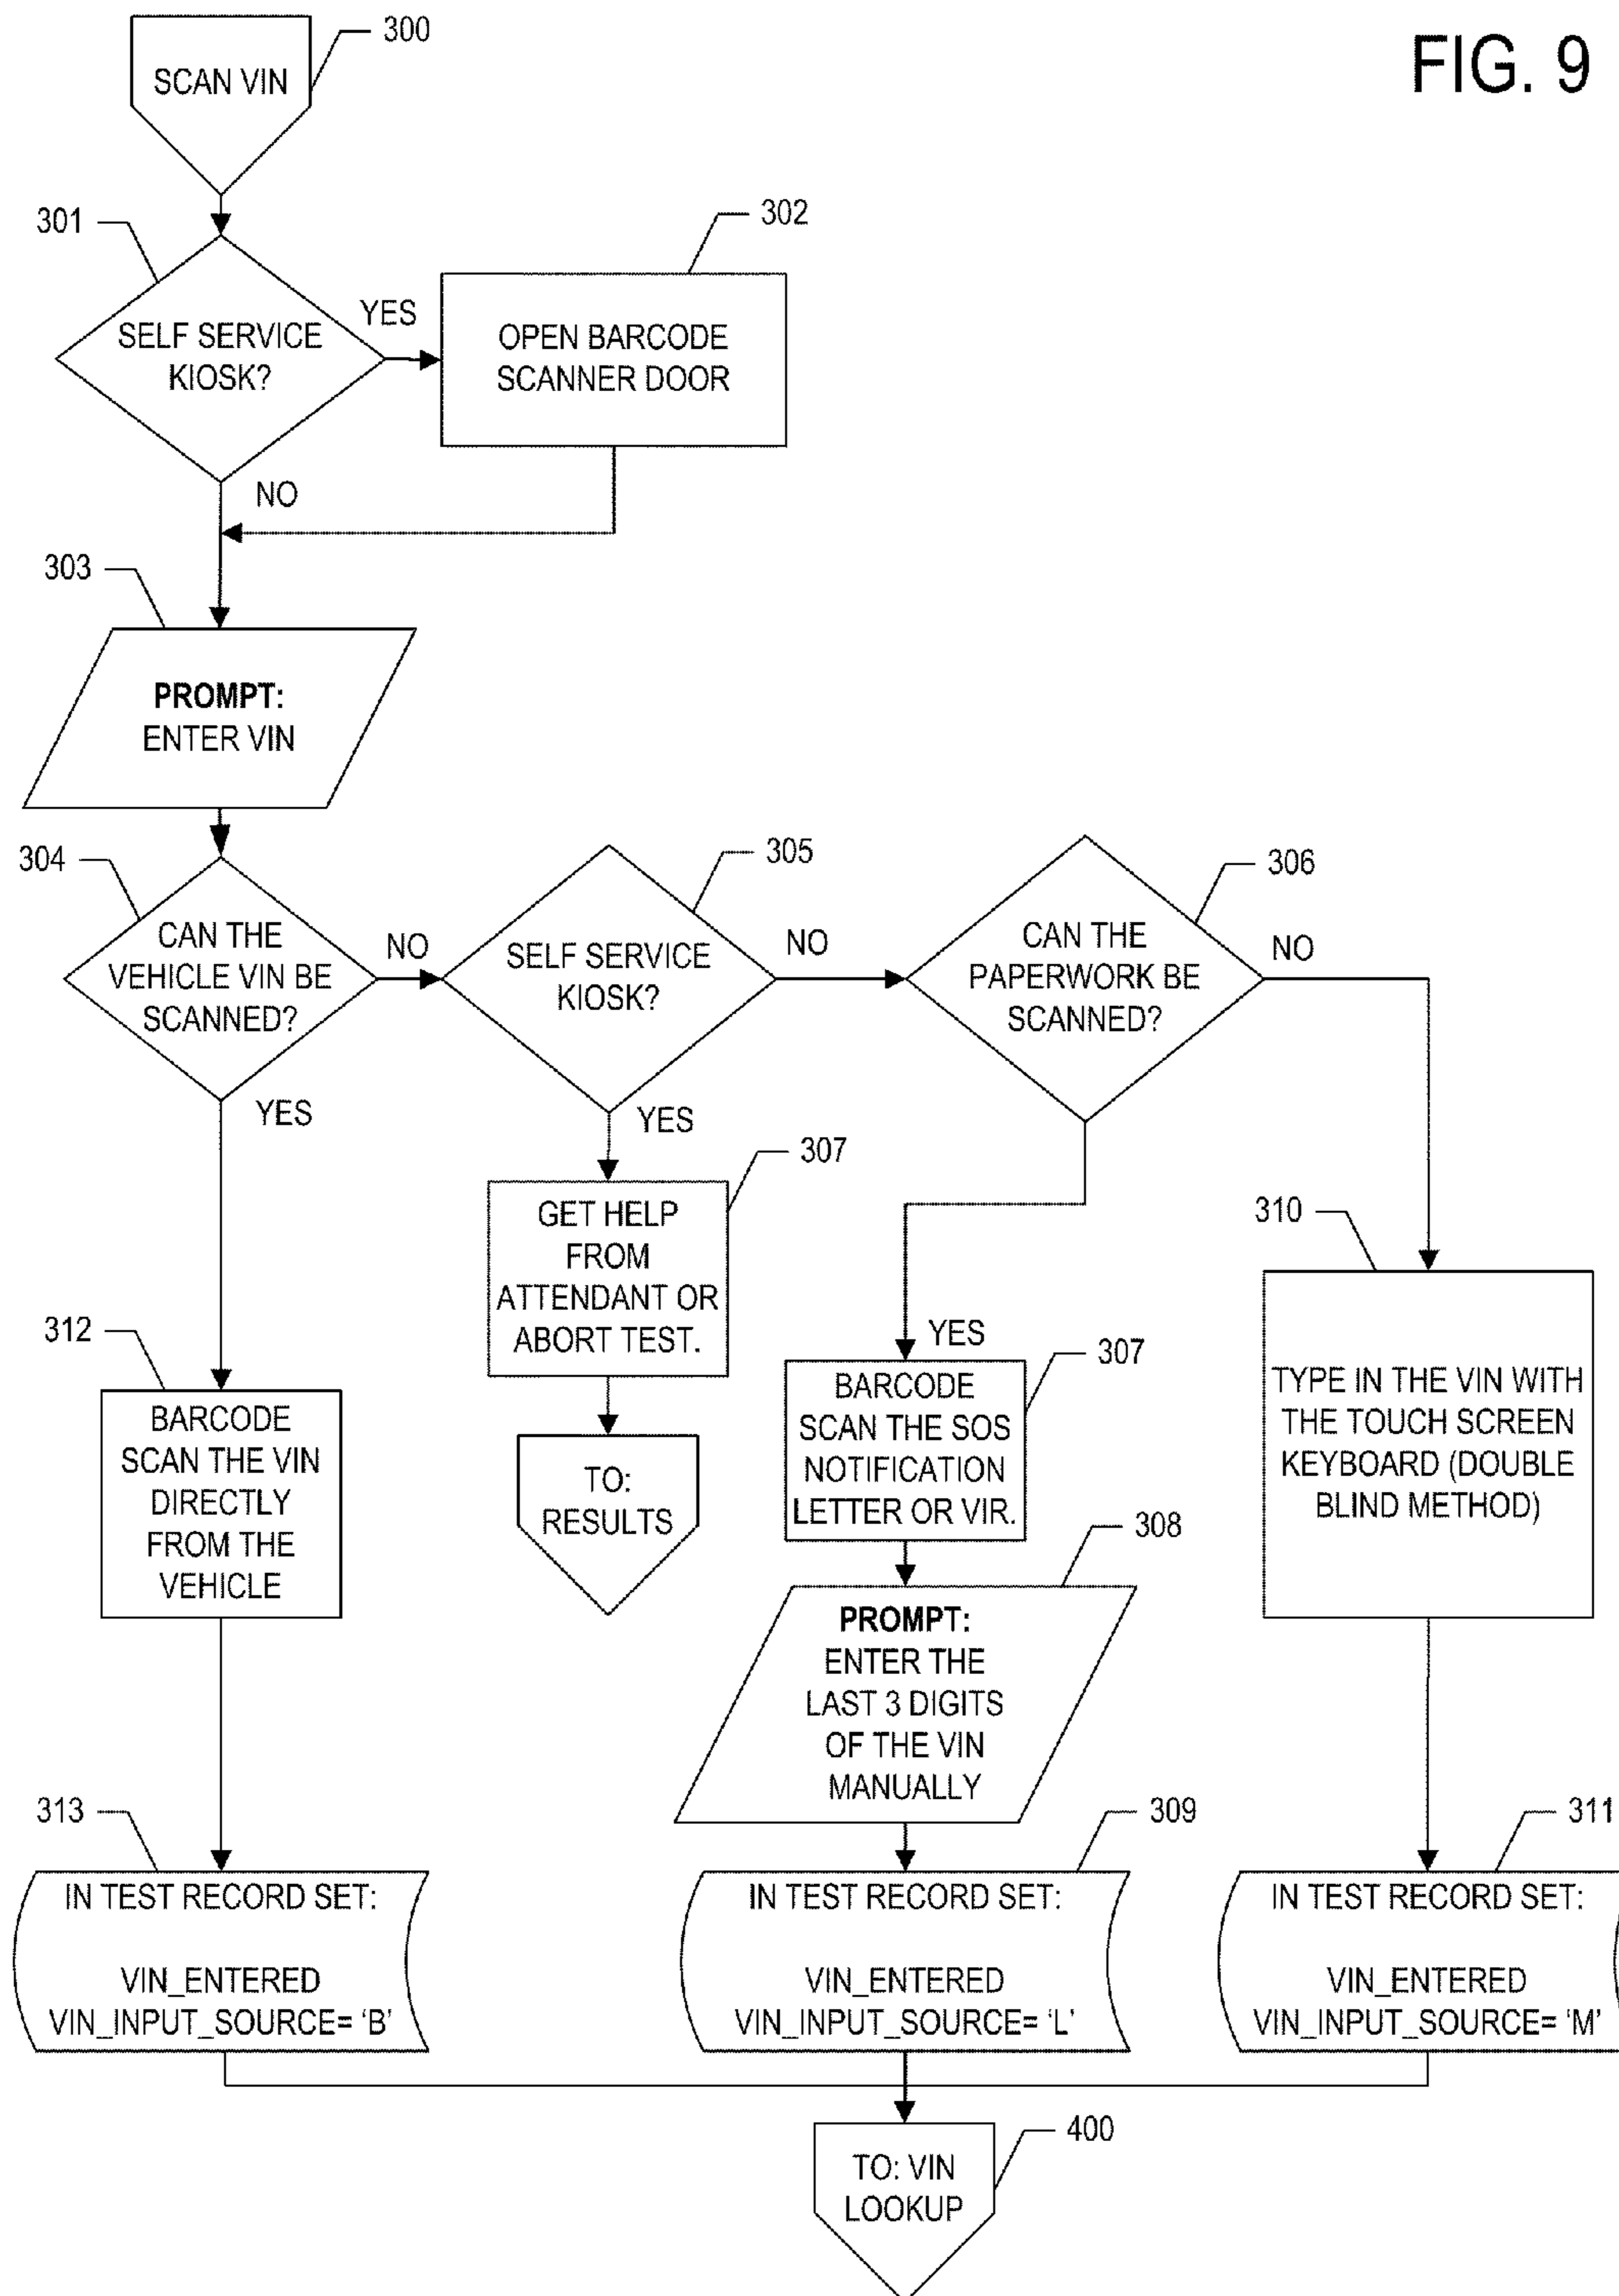 FIG. 9
300
SCAN VIN
301
302
SELF SERVICE
KIOSK?
YES
OPEN BARCODE
SCANNER DOOR
NO
303
PROMPT:
ENTER VIN
304
305
306
CAN THE
VEHICLE VIN BE
SCANNED?
NO
SELF SERVICE
KIOSK?
NO
CAN THE
PAPERWORK BE
SCANNED?
NO
YES
YES
307
GET HELP
FROM
ATTENDANT OR
ABORT TEST.
TO:
RESULTS
YES
307
BARCODE
SCAN THE SOS
NOTIFICATION
LETTER OR VIR.
310
TYPE IN THE VIN WITH
THE TOUCH SCREEN
KEYBOARD (DOUBLE
BLIND METHOD)
312
BARCODE
SCAN THE VIN
DIRECTLY
FROM THE
VEHICLE
308
PROMPT:
ENTER THE
LAST 3 DIGITS
OF THE VIN
MANUALLY
313
IN TEST RECORD SET:
VIN_ENTERED
VIN_INPUT_SOURCE= ‘B’
309
IN TEST RECORD SET:
VIN_ENTERED
VIN_INPUT_SOURCE= ‘L’
311
IN TEST RECORD SET:
VIN_ENTERED
VIN_INPUT_SOURCE= ‘M’
400
TO: VIN
LOOKUP